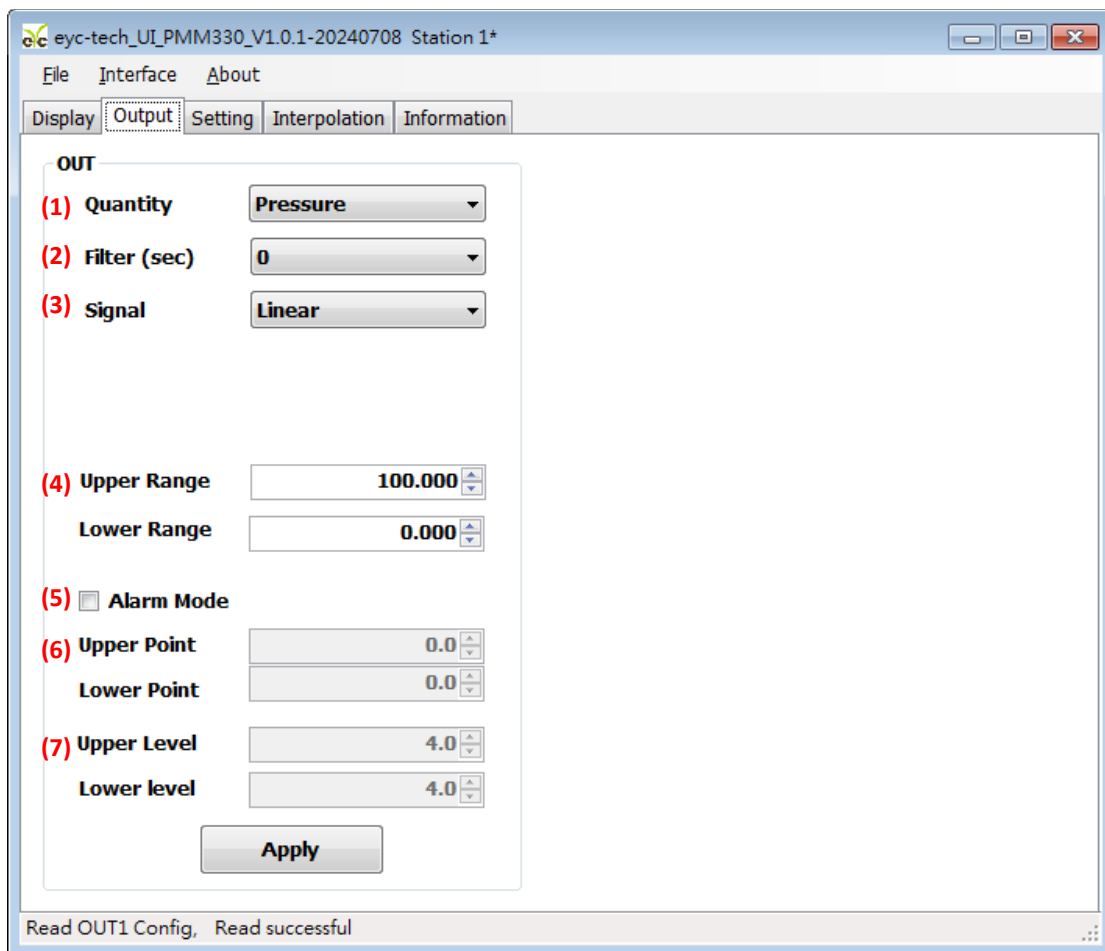 eyc-tech_UI_PMM330_V1.0.1-20240708 Station 1*
File Interface About
Display Output Setting Interpolation Information
OUT
(1) Quantity Pressure
(2) Filter (sec) 0
(3) Signal Linear
(4) Upper Range 100.000
Lower Range 0.000
(5) Alarm Mode
(6) Upper Point 0.0
Lower Point 0.0
(7) Upper Level 4.0
Lower level 4.0
Apply
Read OUT1 Config, Read successful